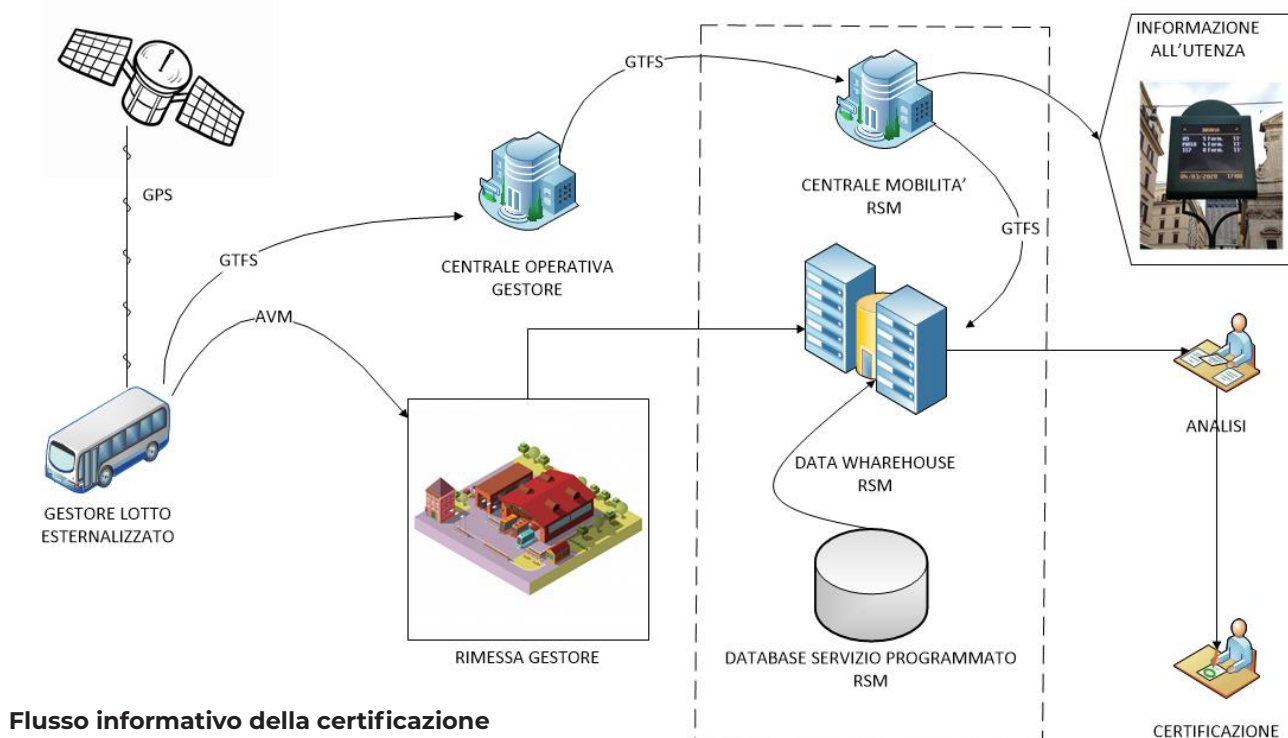 INFORMAZIONE
ALL'UTENZA
GTFS
GPS
CENTRALE MOBILITA'
RSM
GTFS
CENTRALE OPERATIVA
GESTORE
GTFS
AVM
GESTORE LOTTO
ESTERNALIZZATO
DATA WHAREHOUSE
RSM
ANALISI
RIMESSA GESTORE
DATABASE SERVIZIO PROGRAMMATO
RSM
Flusso informativo della certificazione
CERTIFICAZIONE